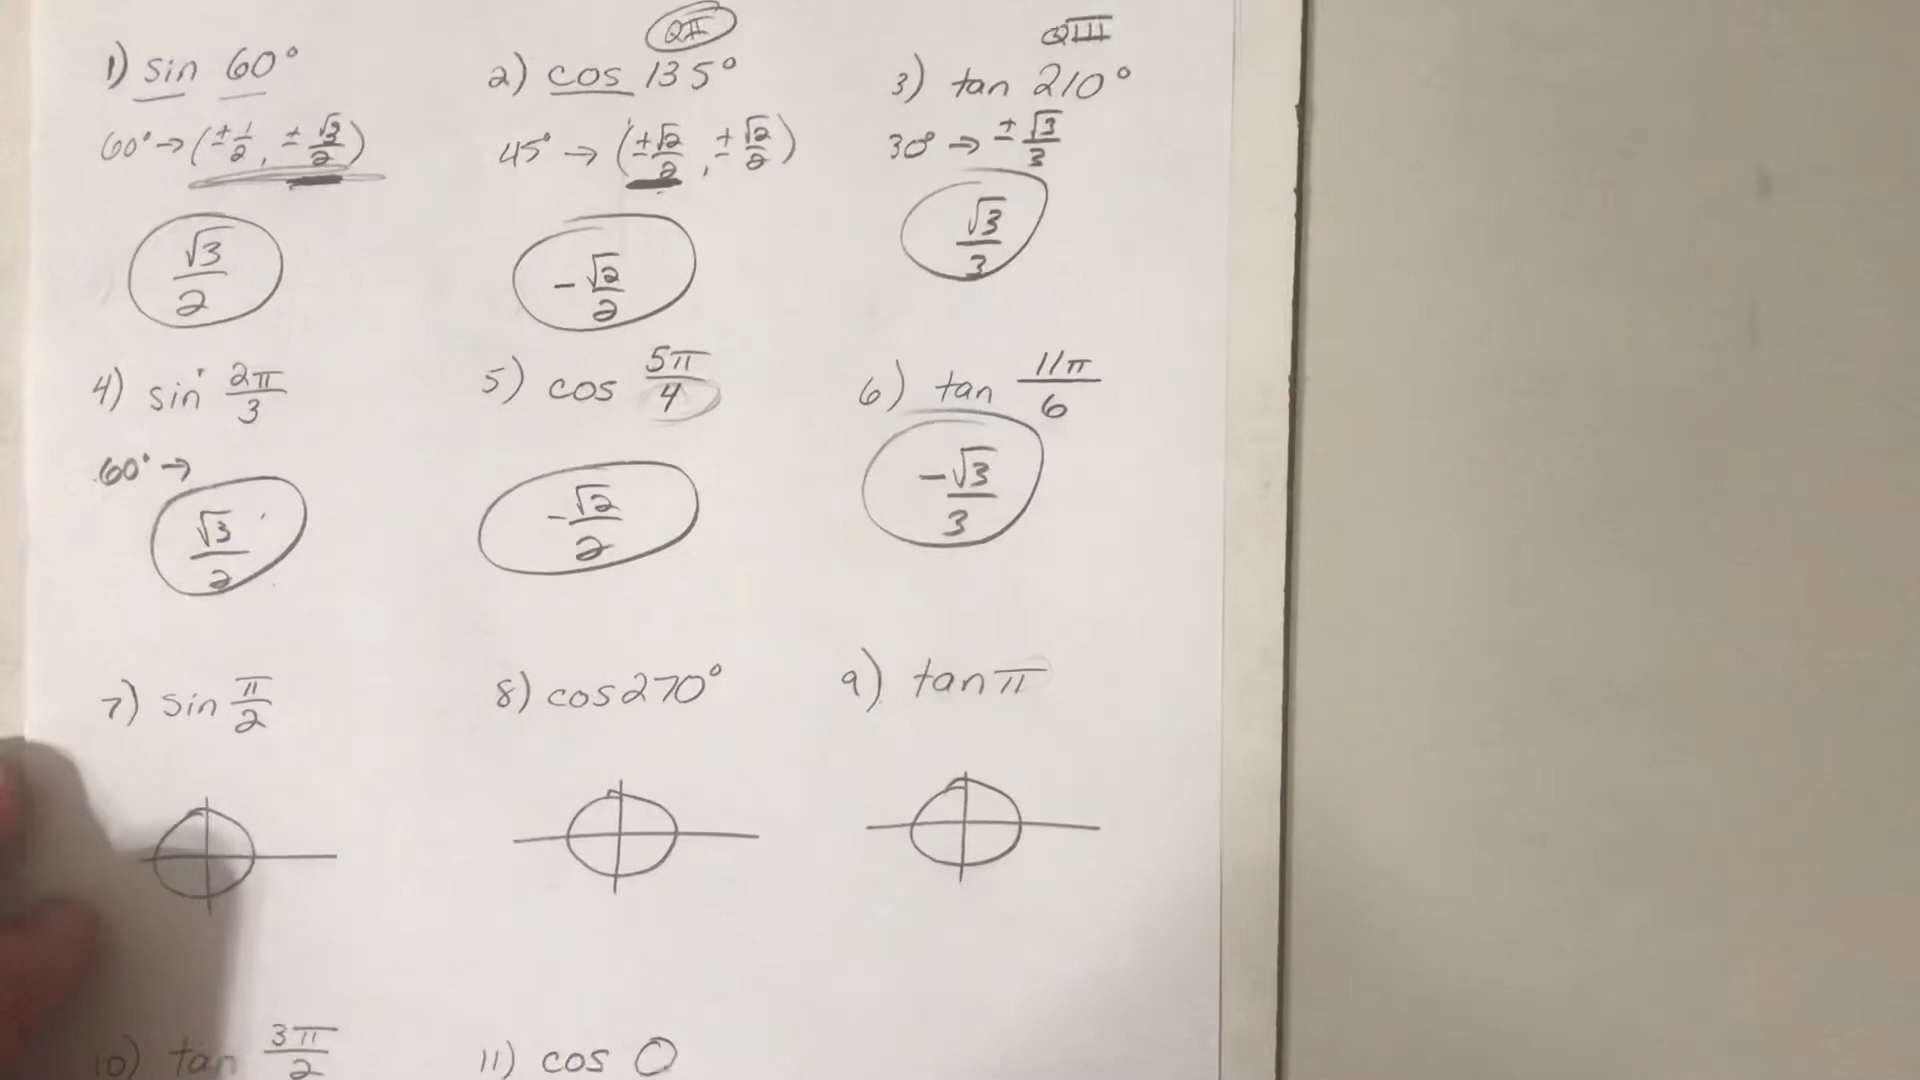 QII
QIII
1) sin 60°
2) cos 135°
3) tan 210°
60° → (±1/2, ±√3/2)
45° → (±√2/2, ±√2/2)
30° → ±√3/3
√3/2
-√2/2
√3/3
4) sin 2π/3
5) cos 5π/4
6) tan 11π/6
60° →
√3/2
-√2/2
-√3/3
7) sin π/2
8) cos 270°
9) tan π
10) tan 3π/2
11) cos 0